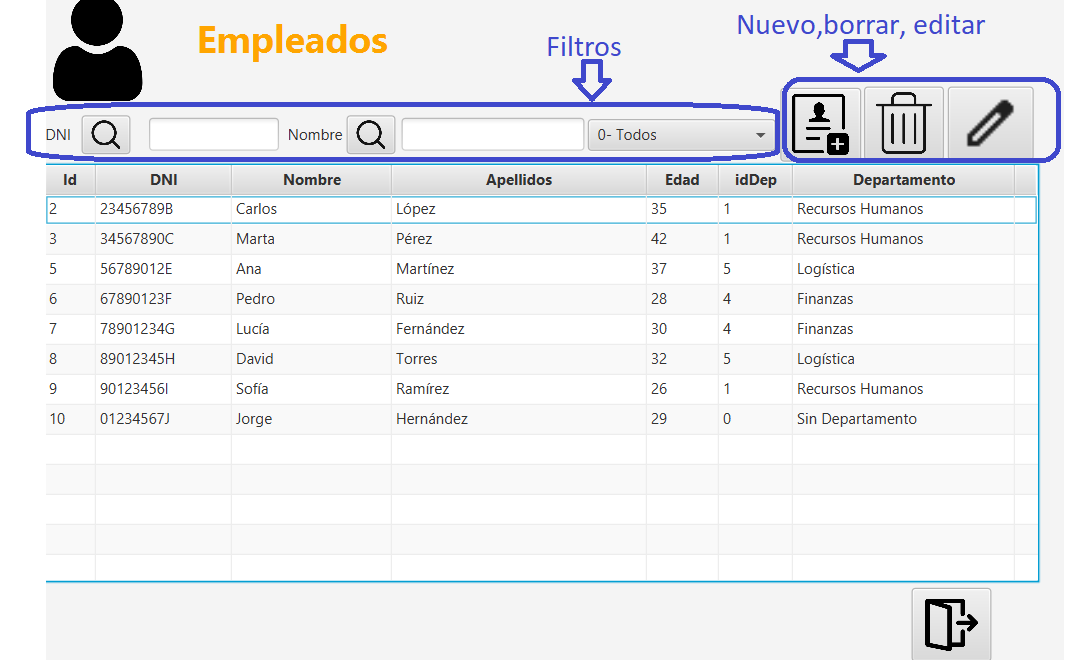 Nuevo,borrar, editar
Empleados
Filtros
DNI Nombre 0- Todos
Id DNI Nombre Apellidos Edad idDep Departamento
2 23456789B Carlos López 35 1 Recursos Humanos
3 34567890C Marta Pérez 42 1 Recursos Humanos
5 56789012E Ana Martínez 37 5 Logística
6 67890123F Pedro Ruiz 28 4 Finanzas
7 78901234G Lucía Fernández 30 4 Finanzas
8 89012345H David Torres 32 5 Logística
9 90123456I Sofía Ramírez 26 1 Recursos Humanos
10 01234567J Jorge Hernández 29 0 Sin Departamento